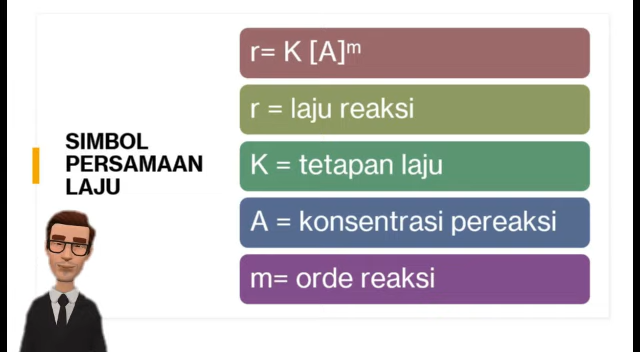 SIMBOL
PERSAMAAN
LAJU
r= K [A]ᵐ
r = laju reaksi
K = tetapan laju
A = konsentrasi pereaksi
m= orde reaksi